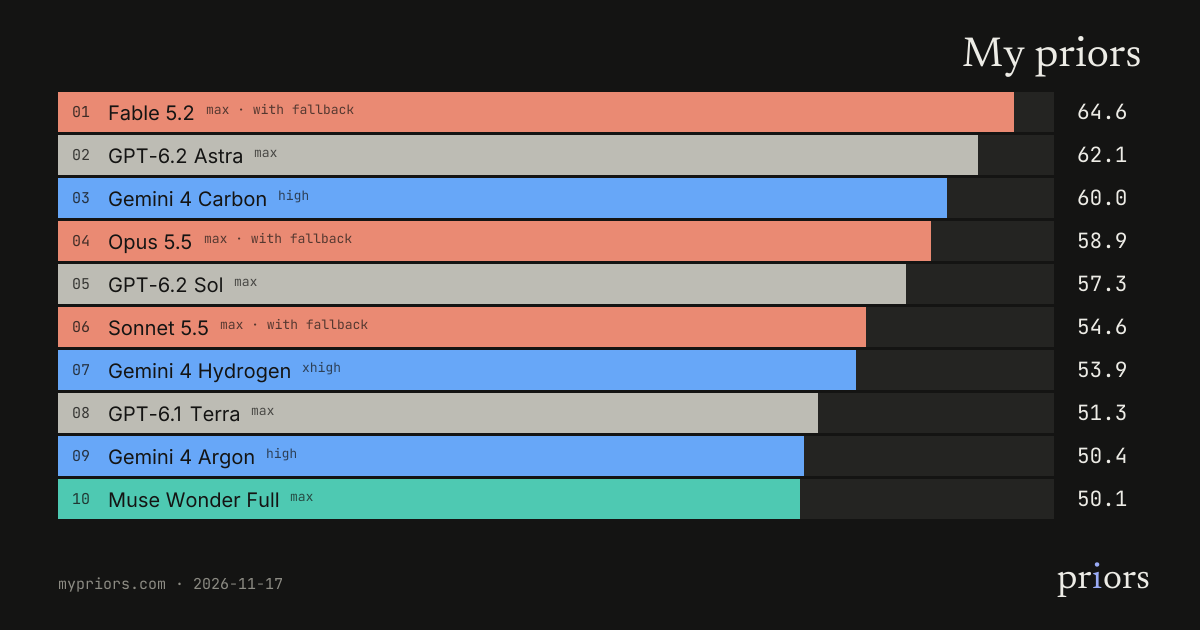 My priors
01 Fable 5.2 max · with fallback 64.6
02 GPT-6.2 Astra max 62.1
03 Gemini 4 Carbon high 60.0
04 Opus 5.5 max · with fallback 58.9
05 GPT-6.2 Sol max 57.3
06 Sonnet 5.5 max · with fallback 54.6
07 Gemini 4 Hydrogen xhigh 53.9
08 GPT-6.1 Terra max 51.3
09 Gemini 4 Argon high 50.4
10 Muse Wonder Full max 50.1
mypriors.com · 2026-11-17
priors